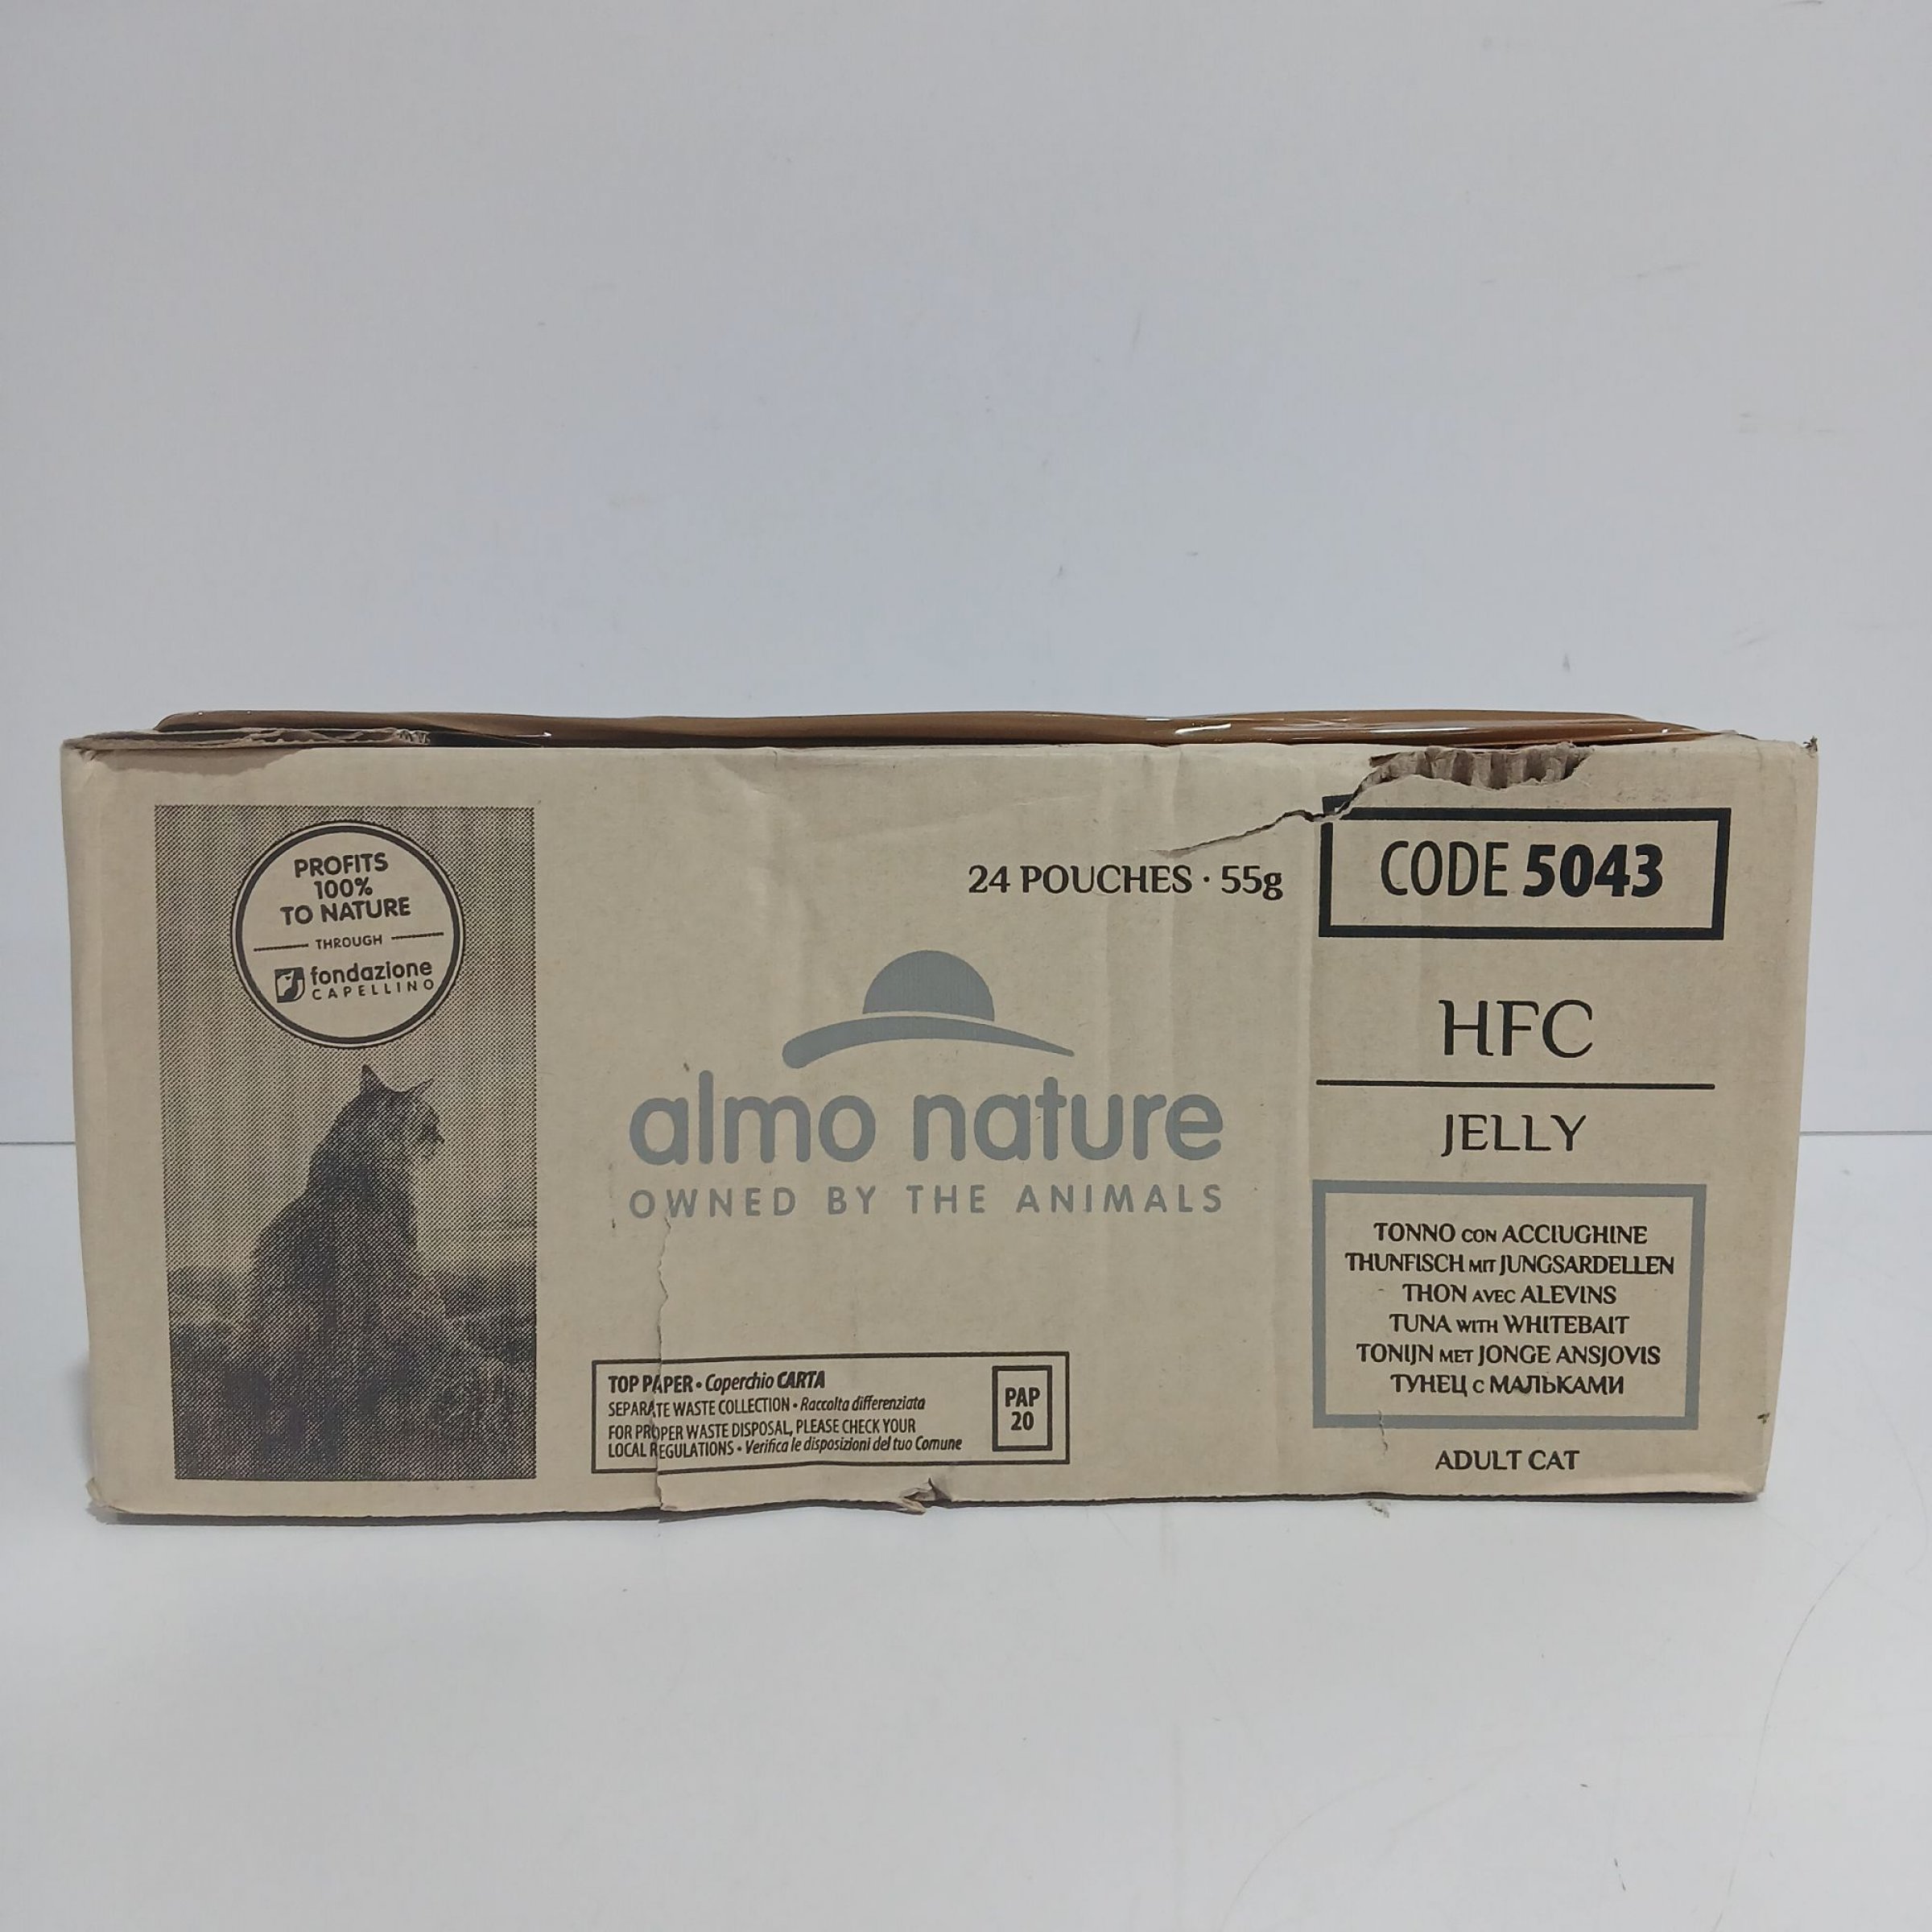 PROFITS
100%
TO NATURE
THROUGH
fondazione
CAPELLINO
24 POUCHES · 55g
almo nature
OWNED BY THE ANIMALS
TOP PAPER • Coperchio CARTA
SEPARATE WASTE COLLECTION • Raccolta differenziata
FOR PROPER WASTE DISPOSAL, PLEASE CHECK YOUR
LOCAL REGULATIONS • Verifica le disposizioni del tuo Comune
PAP
20
CODE 5043
HFC
JELLY
TONNO CON ACCIUGHINE
THUNFISCH MIT JUNGSARDELLEN
THON AVEC ALEVINS
TUNA WITH WHITEBAIT
TONIJN MET JONGE ANSJOVIS
ТУНЕЦ С МАЛЬКАМИ
ADULT CAT